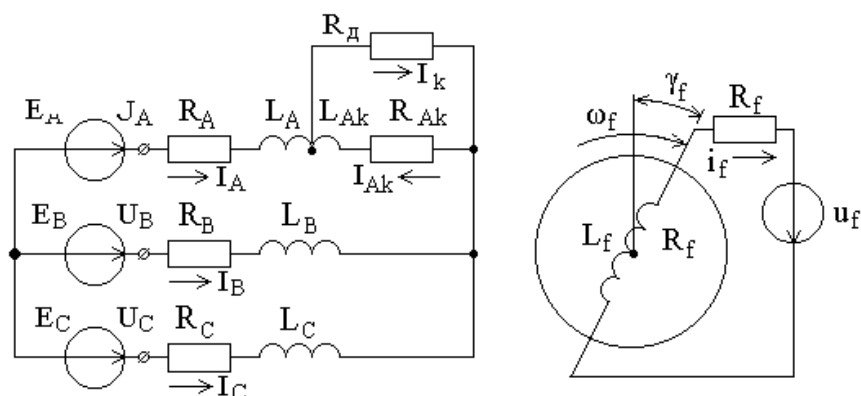 R_Д
I_k
E_A J_A R_A L_A L_Ak R_Ak
I_A I_Ak
E_B U_B R_B L_B
I_B
E_C U_C R_C L_C
I_C
γ_f
ω_f
R_f
i_f
L_f R_f
u_f